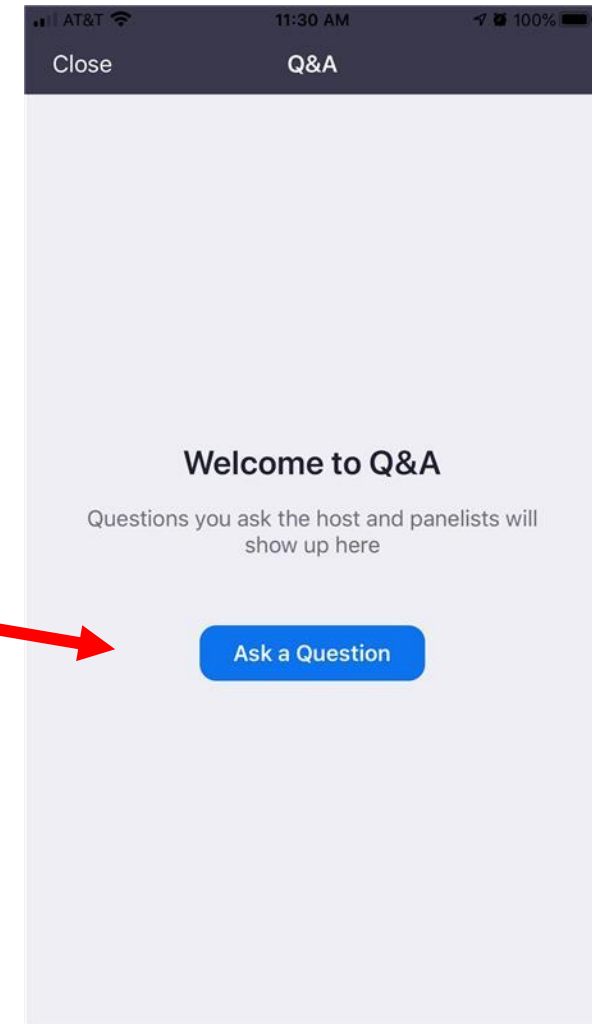 AT&T 11:30 AM 100%
Close Q&A
Welcome to Q&A
Questions you ask the host and panelists will
show up here
Ask a Question